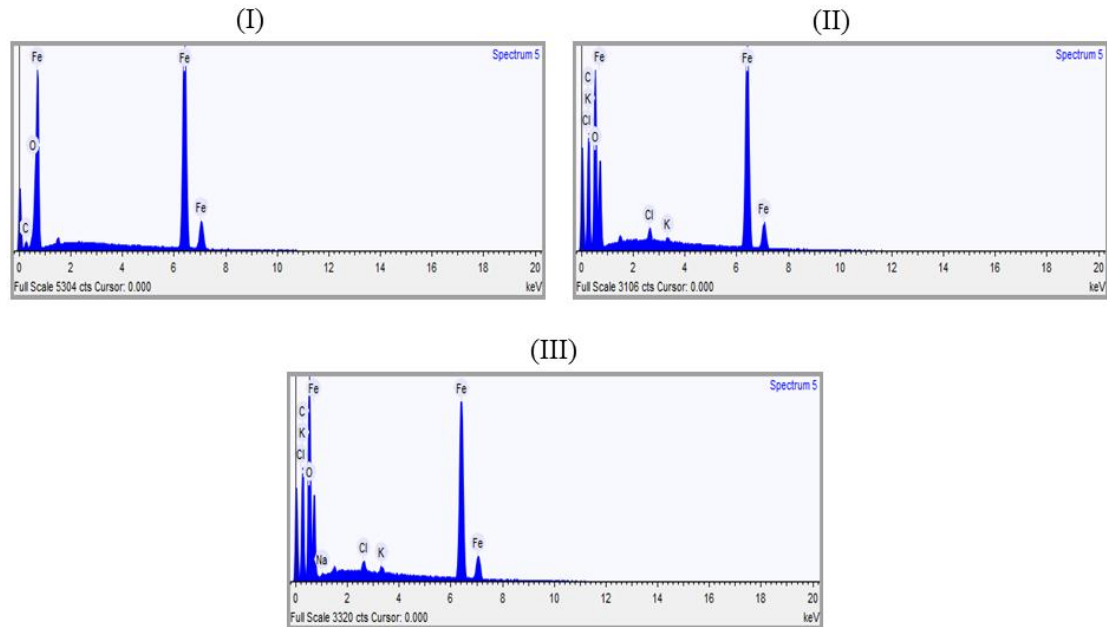 (I)
Spectrum 5
Fe
O
C
Fe
Fe
0 2 4 6 8 10 12 14 16 18 20
Full Scale 5304 cts Cursor: 0.000 keV
(II)
Spectrum 5
Fe
C
K
Cl
O
Cl
K
Fe
Fe
0 2 4 6 8 10 12 14 16 18 20
Full Scale 3106 cts Cursor: 0.000 keV
(III)
Spectrum 5
Fe
C
K
Cl
O
Na
Cl
K
Fe
Fe
0 2 4 6 8 10 12 14 16 18 20
Full Scale 3320 cts Cursor: 0.000 keV